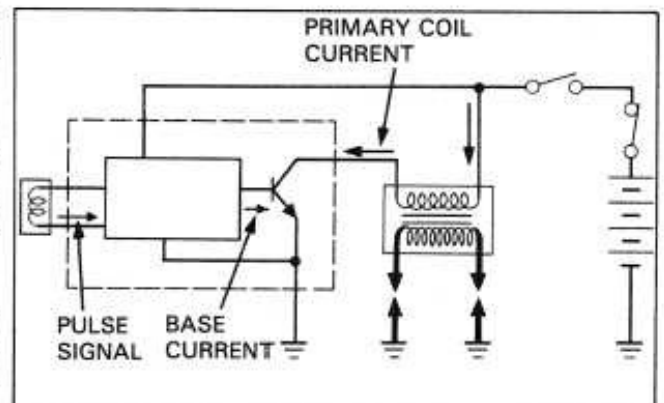 PRIMARY COIL
CURRENT
PULSE
SIGNAL
BASE
CURRENT